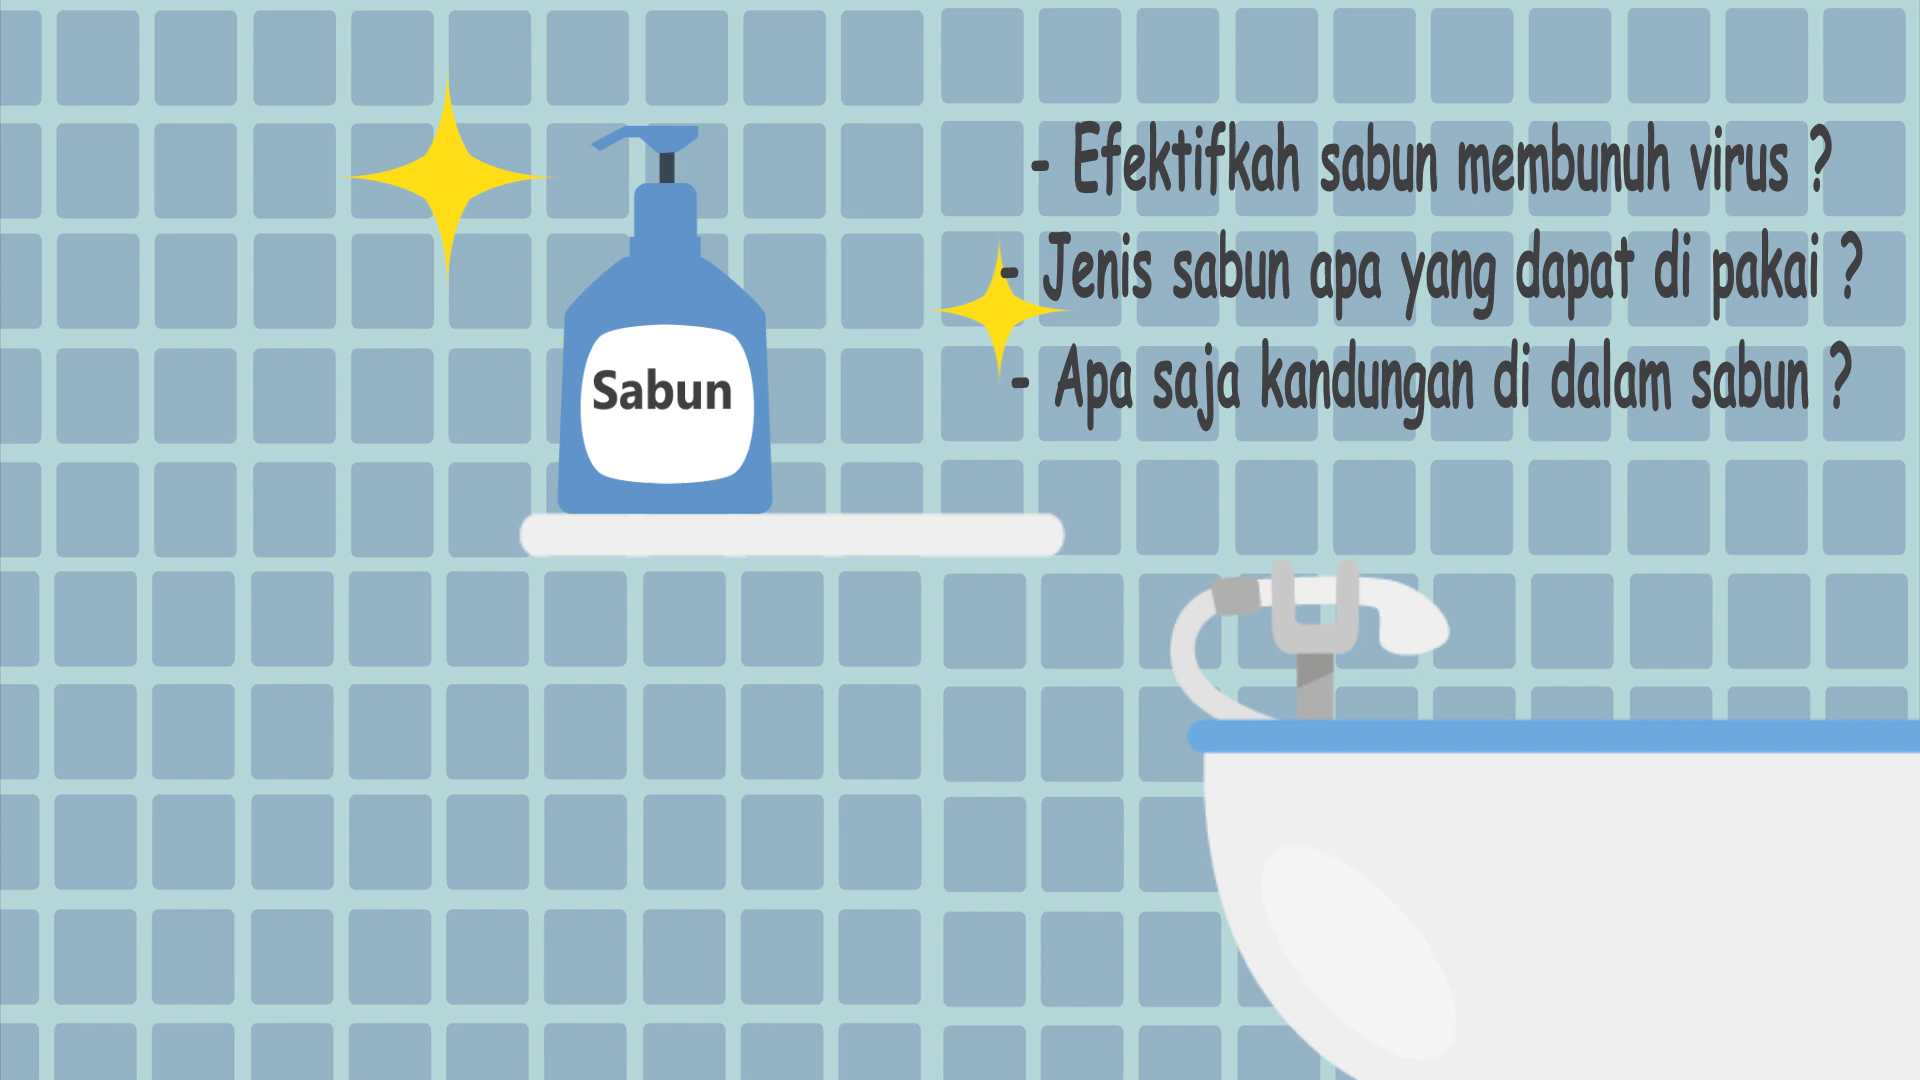 - Efektifkah sabun membunuh virus ?
- Jenis sabun apa yang dapat di pakai ?
- Apa saja kandungan di dalam sabun ?
Sabun